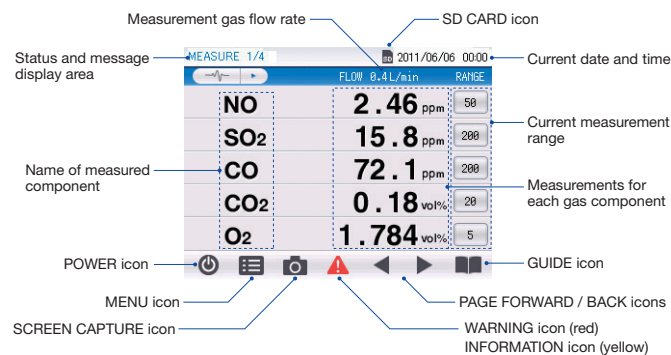 Measurement gas flow rate
SD CARD icon
Status and message
display area
MEASURE 1/4
SD
2011/06/06 00:00
Current date and time
FLOW 0.4L/min
RANGE
NO 2.46 ppm 50
Current measurement
range
SO2 15.8 ppm 200
Name of measured
component
CO 72.1 ppm 200
Measurements for
each gas component
CO2 0.18 vol% 20
O2 1.784 vol% 5
POWER icon
GUIDE icon
MENU icon
PAGE FORWARD / BACK icons
SCREEN CAPTURE icon
WARNING icon (red)
INFORMATION icon (yellow)